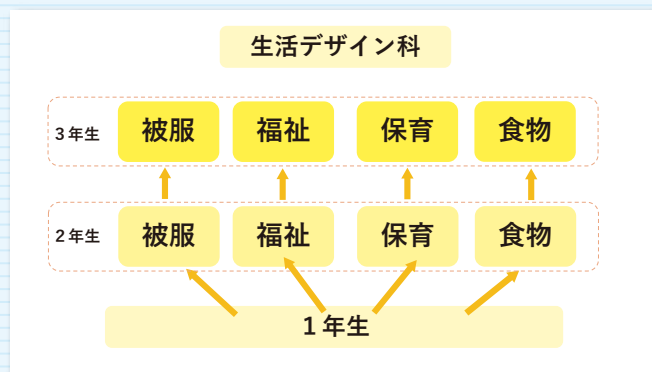 生活デザイン科
3年生
被服
福祉
保育
食物
2年生
被服
福祉
保育
食物
1年生